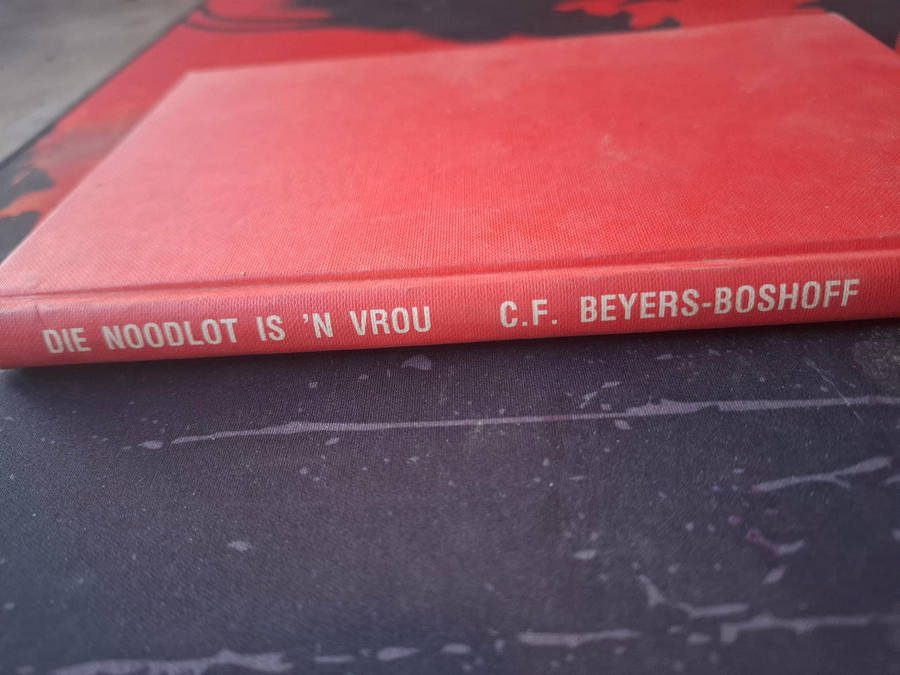 DIE NOODLOT IS 'N VROU C.F. BEYERS-BOSHOFF